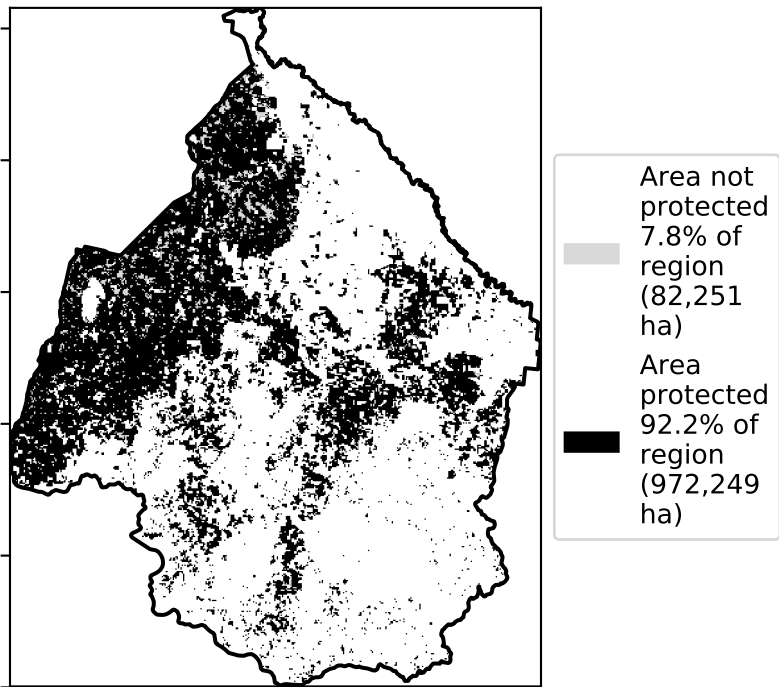 Area not
protected
7.8% of
region
(82,251
ha)
Area
protected
92.2% of
region
(972,249
ha)